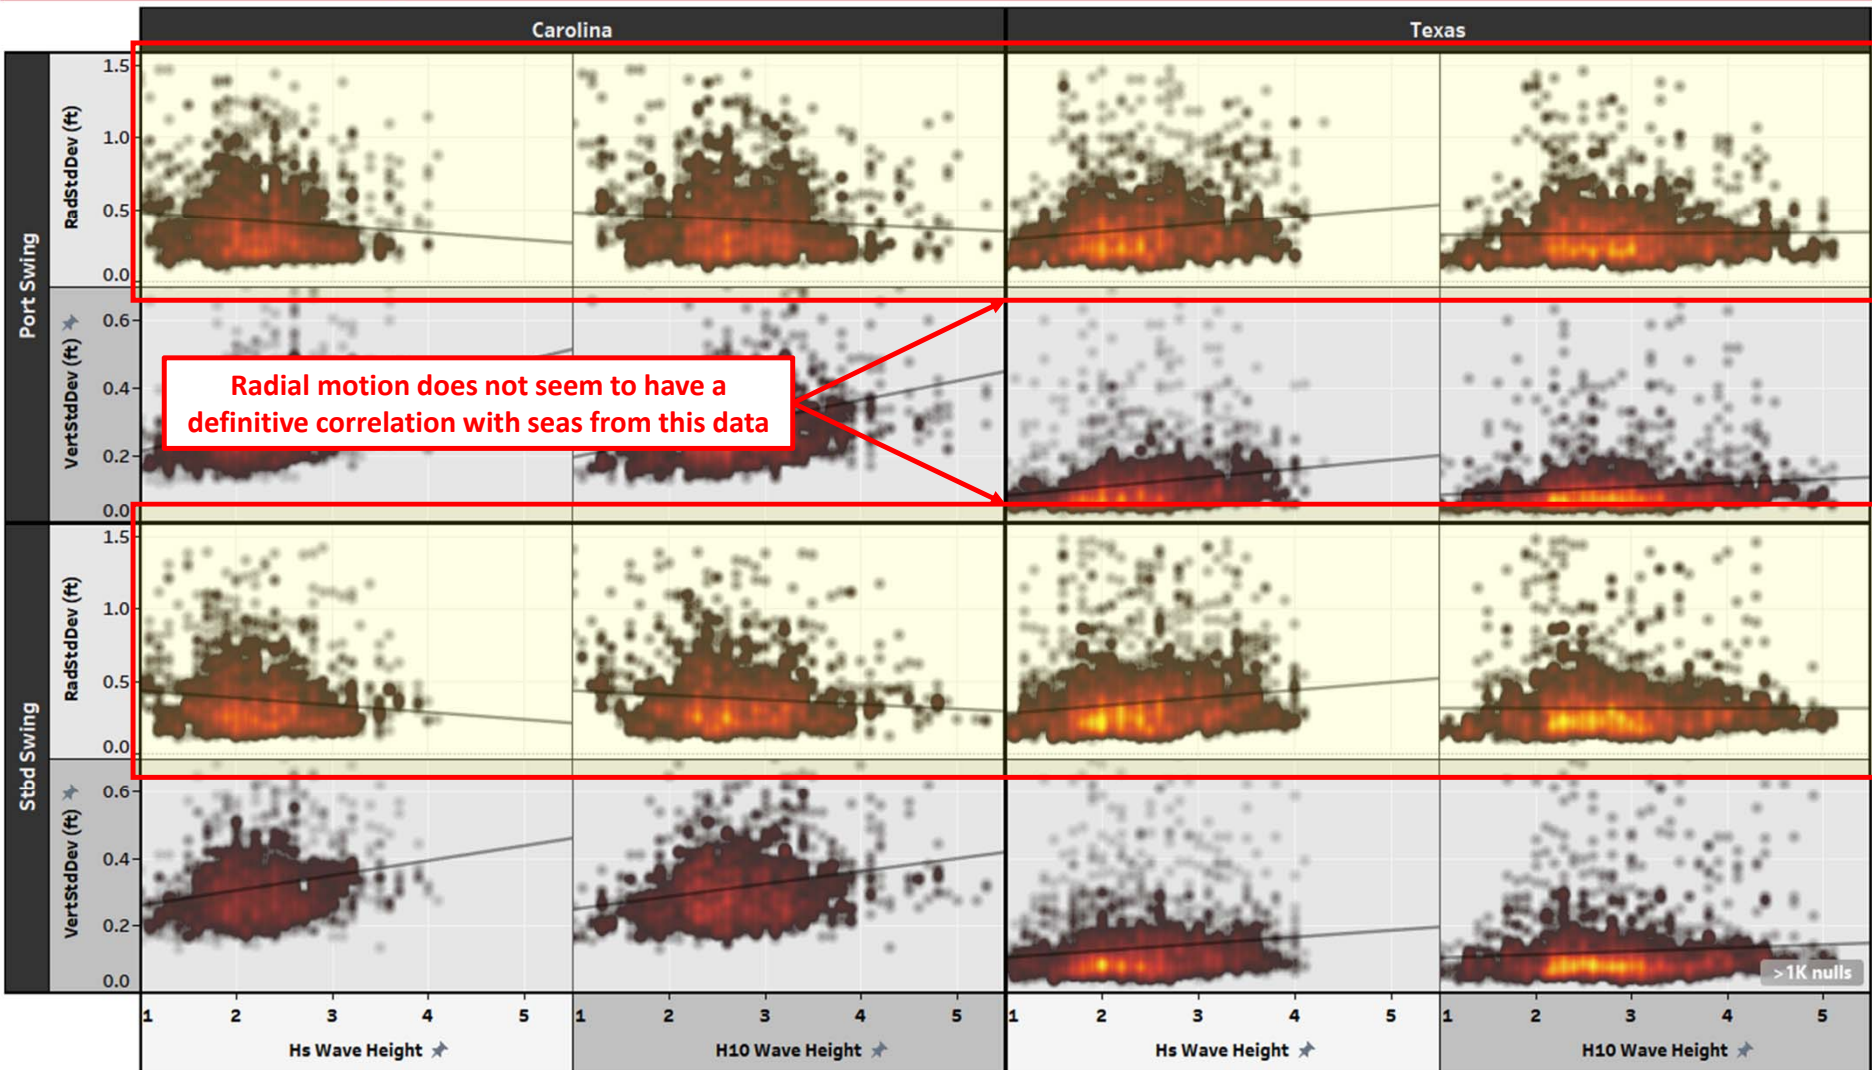 Carolina
Texas
Port Swing
RadStdDev (ft)
1.5
1.0
0.5
0.0
VertStdDev (ft)
0.6
0.4
0.2
0.0
Radial motion does not seem to have a
definitive correlation with seas from this data
Stbd Swing
RadStdDev (ft)
1.5
1.0
0.5
0.0
VertStdDev (ft)
0.6
0.4
0.2
0.0
>1K nulls
1 2 3 4 5 1 2 3 4 5 1 2 3 4 5 1 2 3 4 5
Hs Wave Height H10 Wave Height Hs Wave Height H10 Wave Height